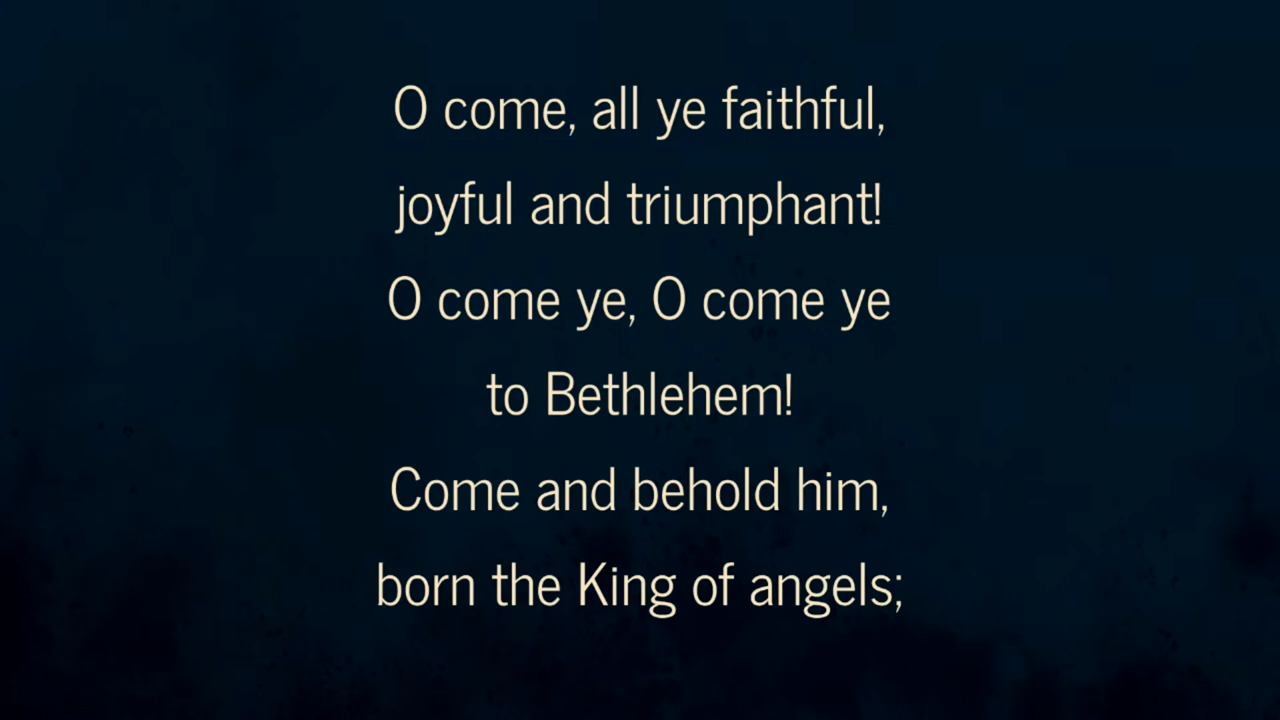 O come, all ye faithful,
joyful and triumphant!
O come ye, O come ye
to Bethlehem!
Come and behold him,
born the King of angels;